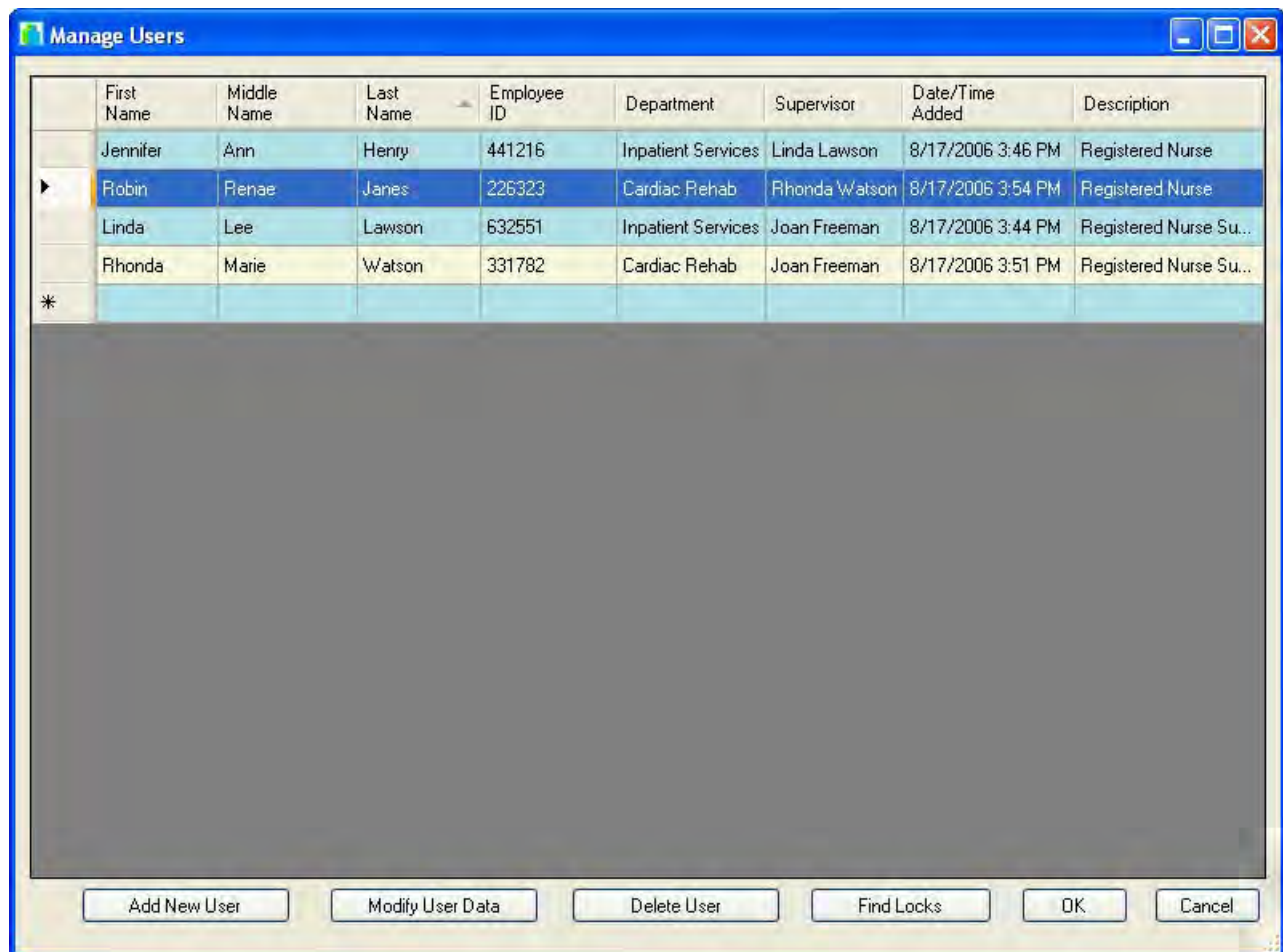 Manage Users
First Name Middle Name Last Name Employee ID Department Supervisor Date/Time Added Description
Jennifer Ann Henry 441216 Inpatient Services Linda Lawson 8/17/2006 3:46 PM Registered Nurse
Robin Renae Janes 226323 Cardiac Rehab Rhonda Watson 8/17/2006 3:54 PM Registered Nurse
Linda Lee Lawson 632551 Inpatient Services Joan Freeman 8/17/2006 3:44 PM Registered Nurse Su...
Rhonda Marie Watson 331782 Cardiac Rehab Joan Freeman 8/17/2006 3:51 PM Registered Nurse Su...
*
Add New User Modify User Data Delete User Find Locks OK Cancel